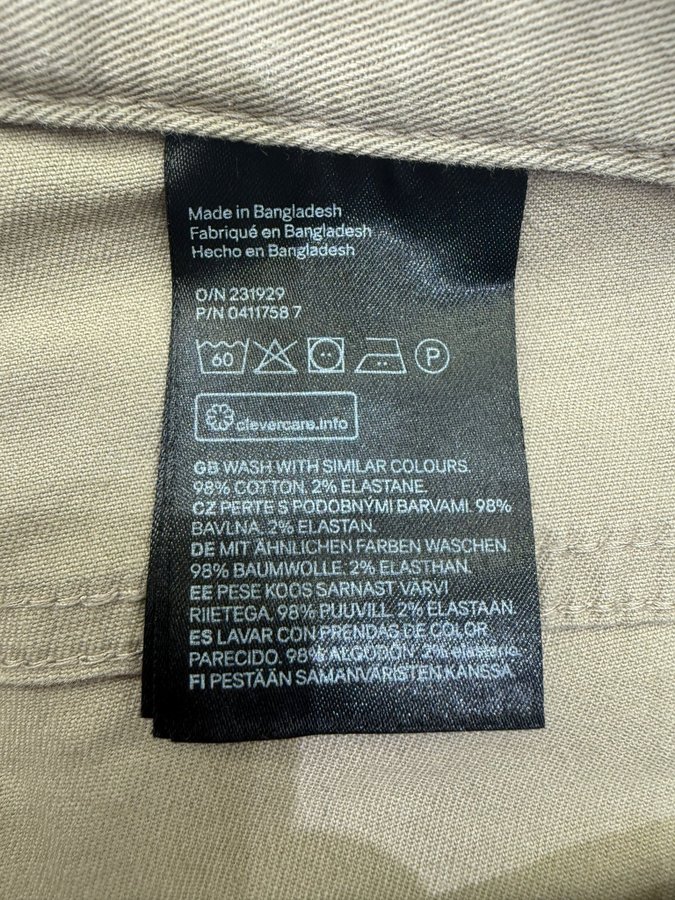 Made in Bangladesh
Fabriqué en Bangladesh
Hecho en Bangladesh
O/N 231929
P/N 0411758 7
60 P
clevercare.info
GB WASH WITH SIMILAR COLOURS.
98% COTTON. 2% ELASTANE.
CZ PERTE S PODOBNÝMI BARVAMI. 98%
BAVLNA. 2% ELASTAN.
DE MIT ÄHNLICHEN FARBEN WASCHEN.
98% BAUMWOLLE. 2% ELASTHAN.
EE PESE KOOS SARNAST VÄRVI
RIIETEGA. 98% PUUVILL. 2% ELASTAAN.
ES LAVAR CON PRENDAS DE COLOR
PARECIDO. 98% ALGODÓN. 2% elastano.
FI PESTÄÄN SAMANVÄRISTEN KANSSA.